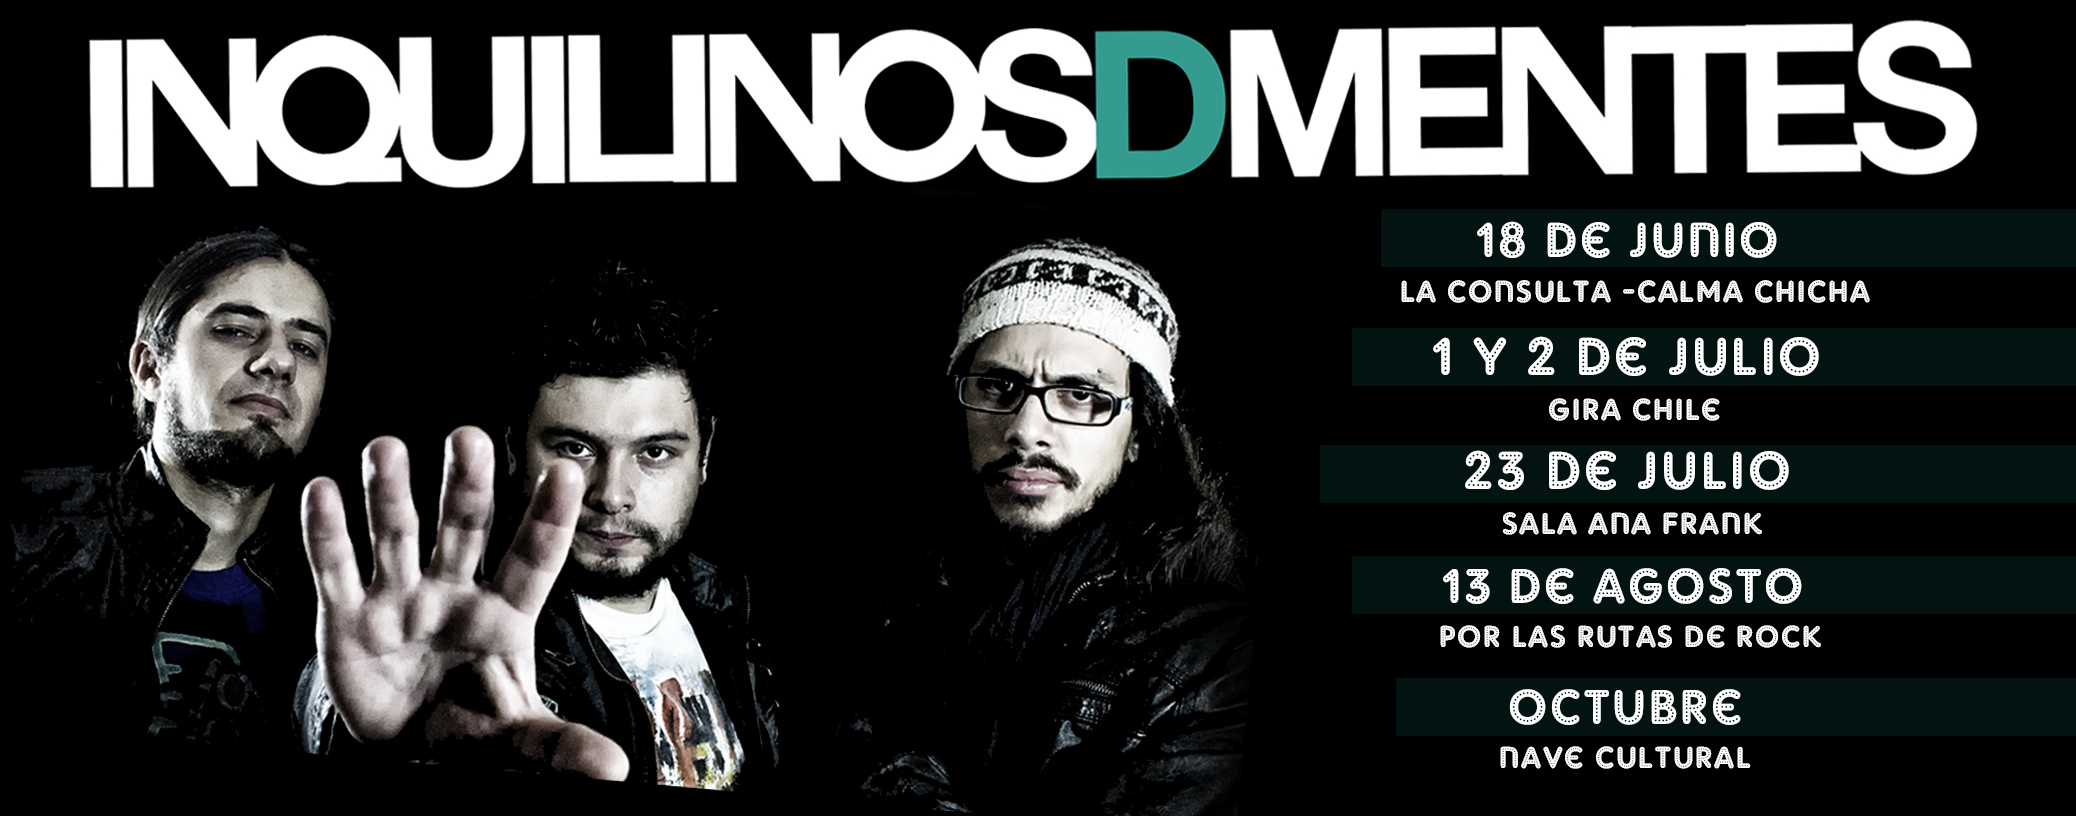 INQUILINOSDMENTES
18 DE JUNIO
LA CONSULTA -CALMA CHICHA
1 Y 2 DE JULIO
GIRA CHILE
23 DE JULIO
SALA ANA FRANK
13 DE AGOSTO
POR LAS RUTAS DE ROCK
OCTUBRE
NAVE CULTURAL